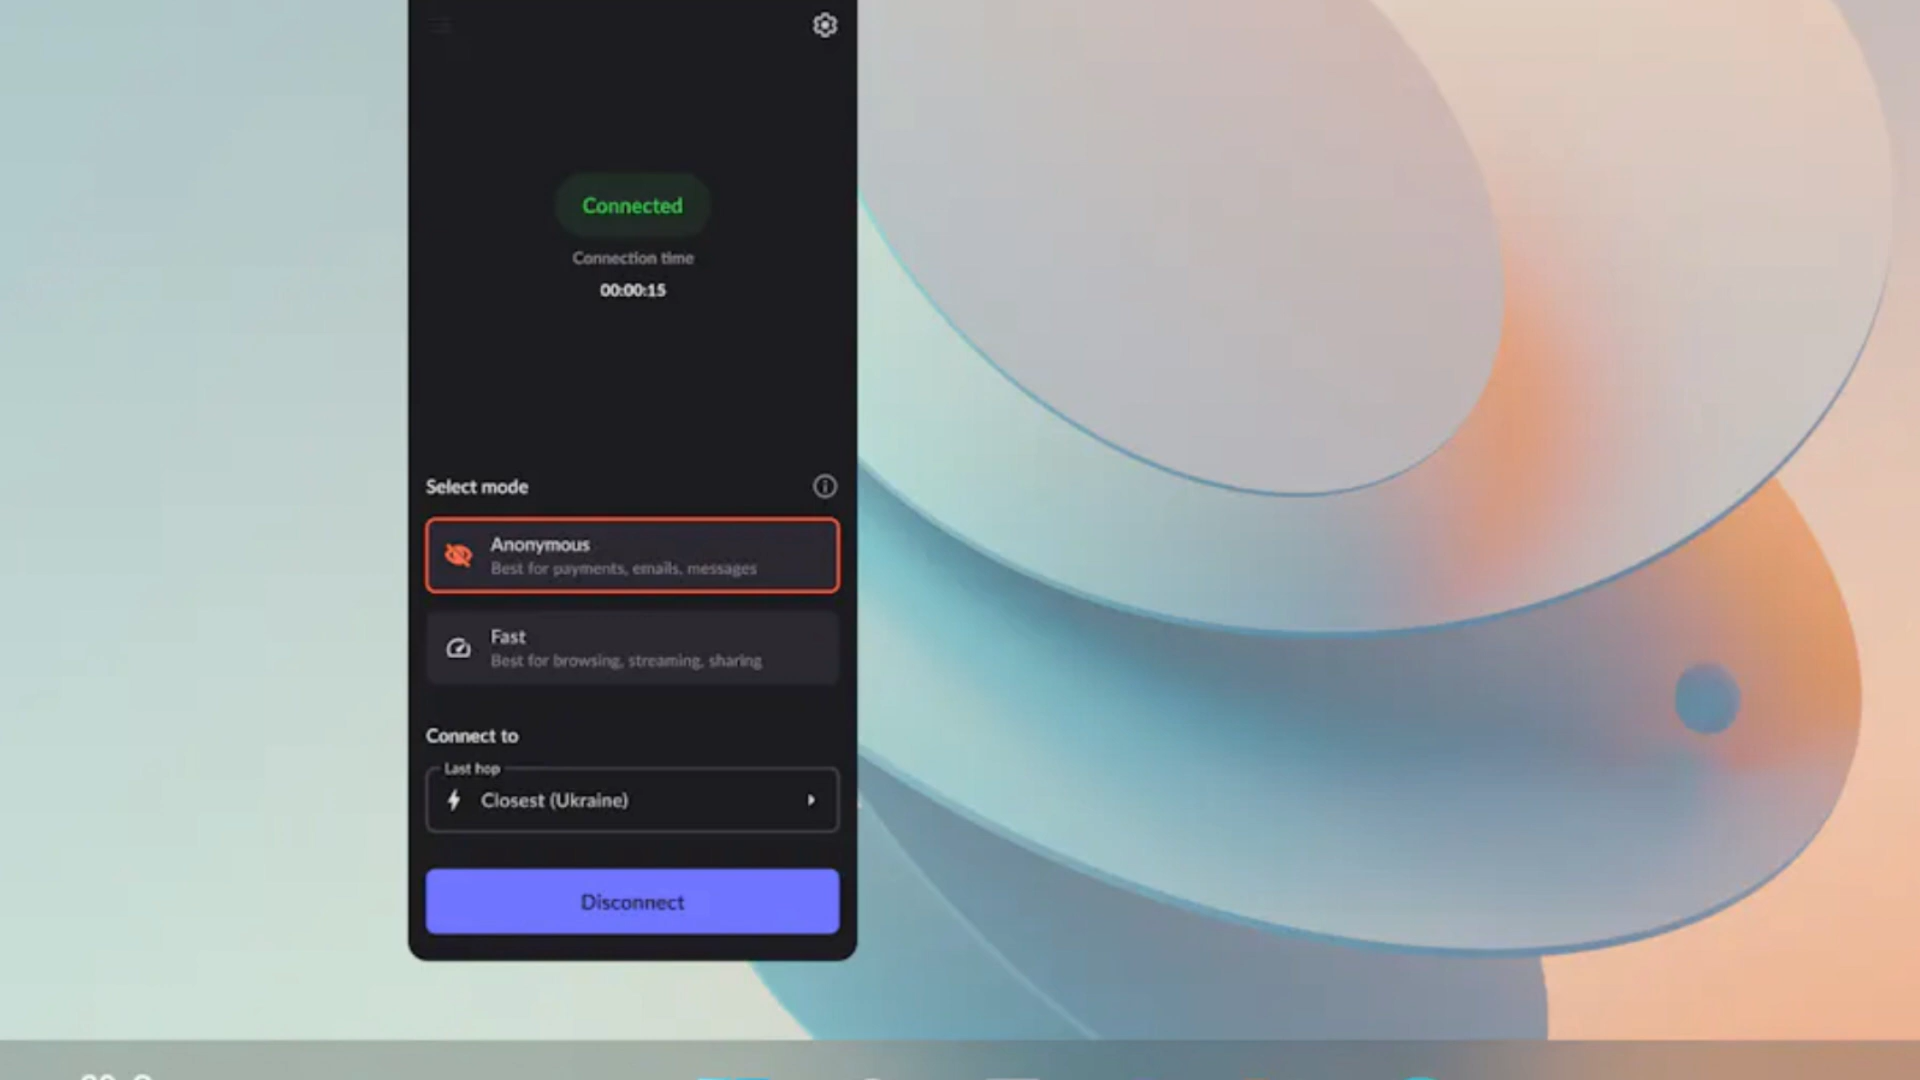 Connected
Connection time
00:00:15
Select mode
Anonymous
Best for payments, emails, messages
Fast
Best for browsing, streaming, sharing
Connect to
Last hop
Closest (Ukraine)
Disconnect